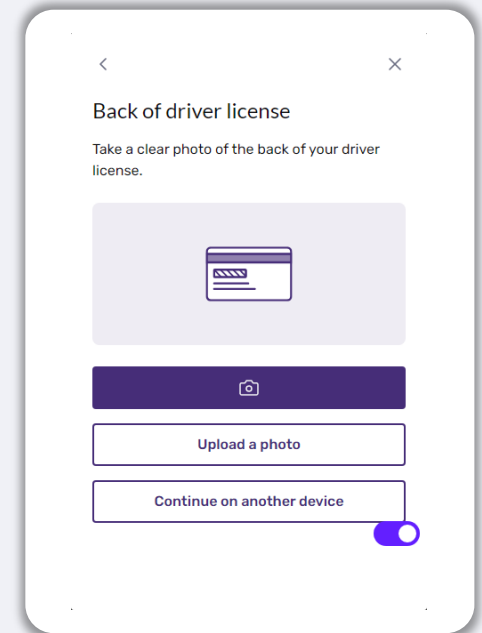 Back of driver license
Take a clear photo of the back of your driver
license.
Upload a photo
Continue on another device